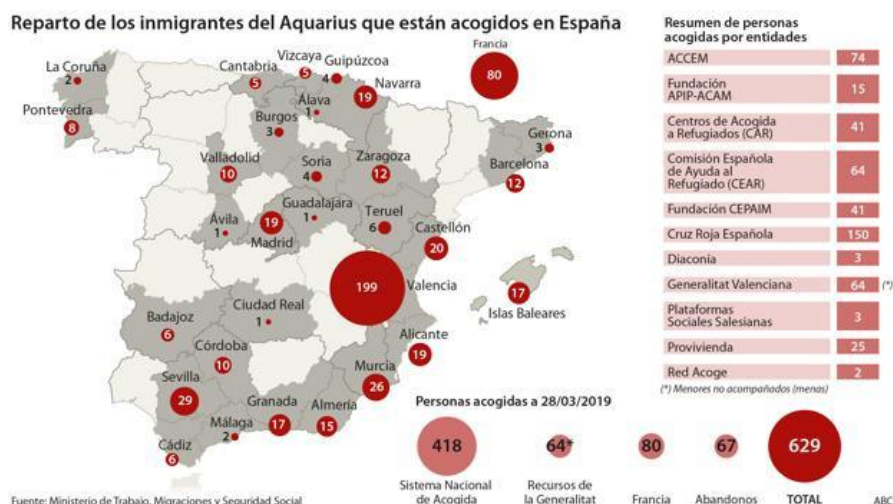 Reparto de los inmigrantes del Aquarius que están acogidos en España
La Coruña
2
Pontevedra
8
Cantabria
5
Vizcaya
5
Guipúzcoa
4
Navarra
19
Álava
1
Burgos
3
Francia
80
Gerona
3
Barcelona
12
Valladolid
10
Soria
4
Zaragoza
12
Ávila
1
Madrid
19
Guadalajara
1
Teruel
6
Castellón
20
Valencia
199
Islas Baleares
17
Badajoz
6
Ciudad Real
1
Córdoba
10
Alicante
19
Murcia
26
Sevilla
29
Granada
17
Almería
15
Málaga
2
Cádiz
6
Resumen de personas
acogidas por entidades
ACCEM 74
Fundación
APIP-ACAM 15
Centros de Acogida
a Refugiados (CAR) 41
Comisión Española
de Ayuda al
Refugiado (CEAR) 64
Fundación CEPAIM 41
Cruz Roja Española 150
Diaconía 3
Generalitat Valenciana 64 (*)
Plataformas
Sociales Salesianas 3
Provivienda 25
Red Acoge 2
(*) Menores no acompañados (menas)
Personas acogidas a 28/03/2019
418 64* 80 67 629
Sistema Nacional
de Acogida
Recursos de
la Generalitat
Francia
Abandonos
TOTAL
Fuente: Ministerio de Trabajo, Migraciones y Seguridad Social
ABC